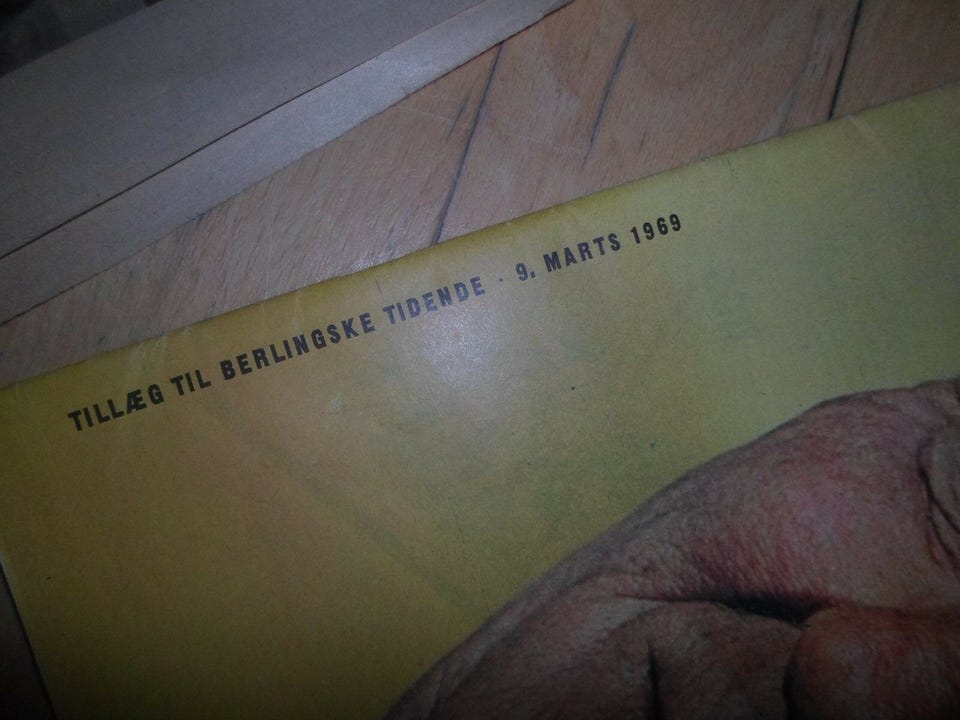 TILLÆG TIL BERLINGSKE TIDENDE · 9. MARTS 1969